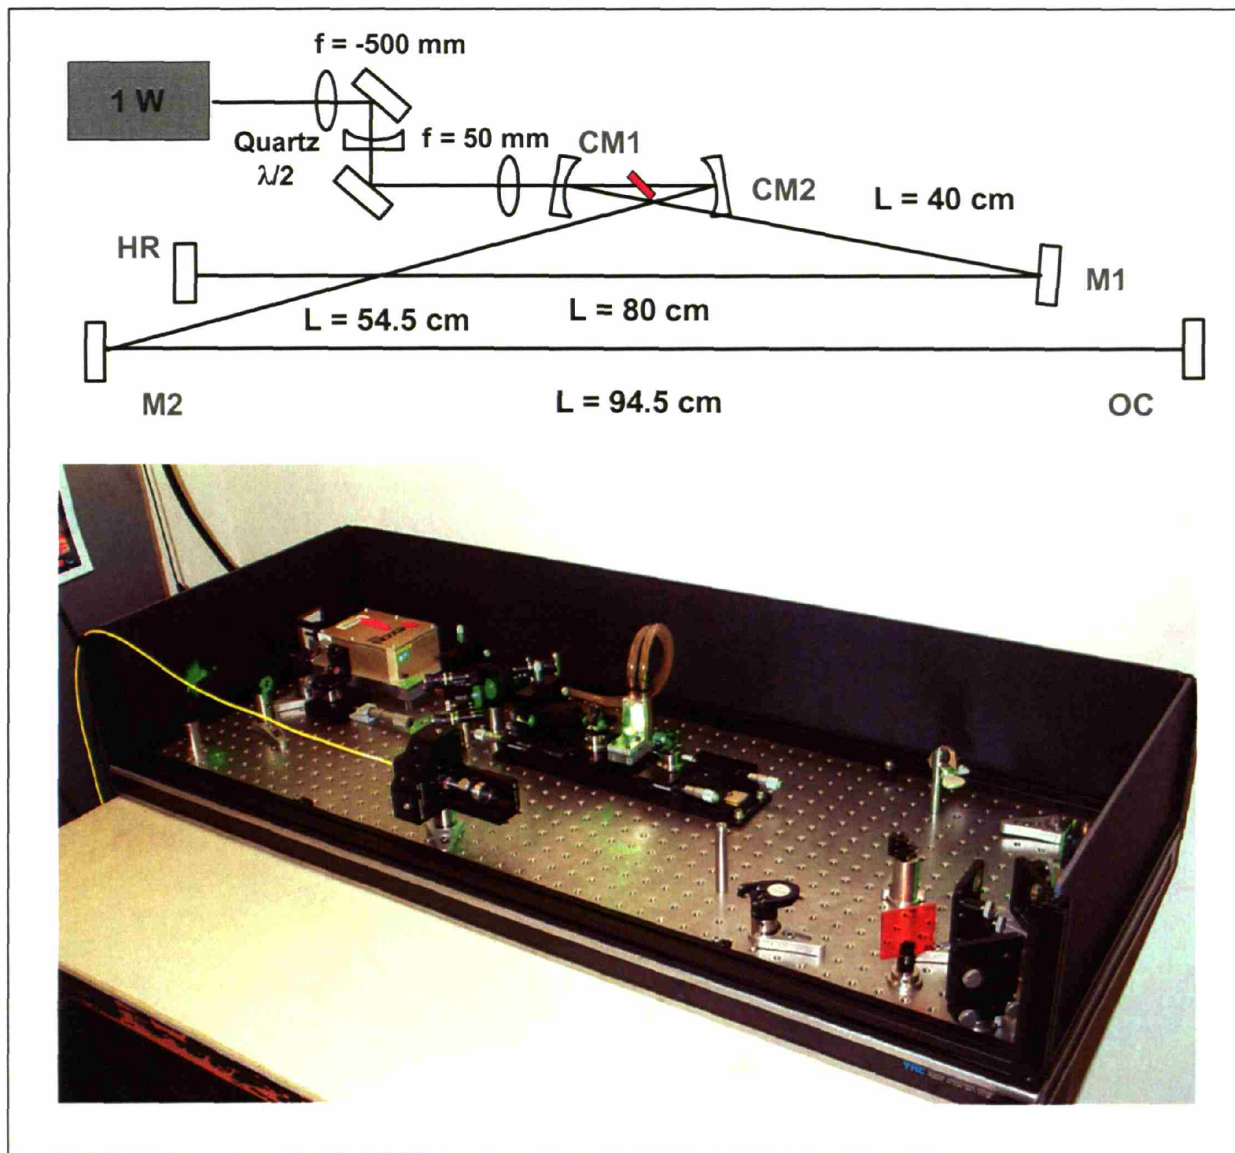 f = -500 mm
1 W
Quartz
λ/2
f = 50 mm
CM1
CM2
L = 40 cm
HR
M1
L = 54.5 cm
L = 80 cm
M2
L = 94.5 cm
OC
TMC